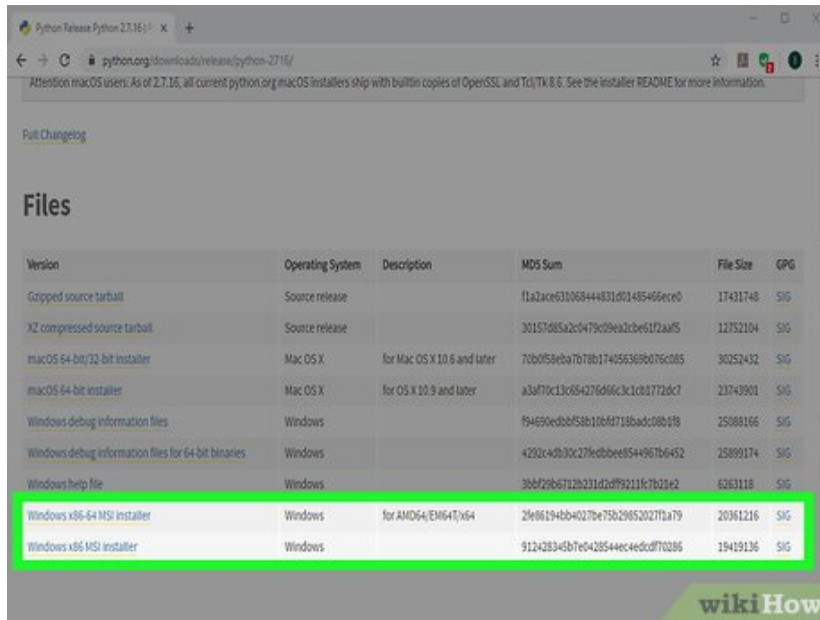 Python Release Python 2.7.16 | P
python.org/downloads/release/python-2716/
Attention macOS users: As of 2.7.16, all current python.org macOS installers ship with builtin copies of OpenSSL and Tcl/Tk 8.6. See the installer README for more information.
Full Changelog
Files
Version Operating System Description MD5 Sum File Size GPG
Gzipped source tarball Source release f1a2ace631068444831d01485466ece0 17431748 SIG
XZ compressed source tarball Source release 30157d85a2c0479c09ea2cbe61f2aaf5 12752104 SIG
macOS 64-bit/32-bit installer Mac OS X for Mac OS X 10.6 and later 70b0f58eba7b78b174056369b076c085 30252432 SIG
macOS 64-bit installer Mac OS X for OS X 10.9 and later a3af70c13c654276d66c3c1cb1772dc7 23743901 SIG
Windows debug information files Windows f94690edbbf58b10bfd718badc08b1f8 25088166 SIG
Windows debug information files for 64-bit binaries Windows 4292c4db30c27fedbbee8544967b6452 25899174 SIG
Windows help file Windows 3bbf29b6712b231d2dff9211fc7b21e2 6263118 SIG
Windows x86-64 MSI installer Windows for AMD64/EM64T/x64 2fe86194bb4027be75b29852027f1a79 20361216 SIG
Windows x86 MSI installer Windows 912428345b7e0428544ec4edcdf70286 19419136 SIG
wikiHow